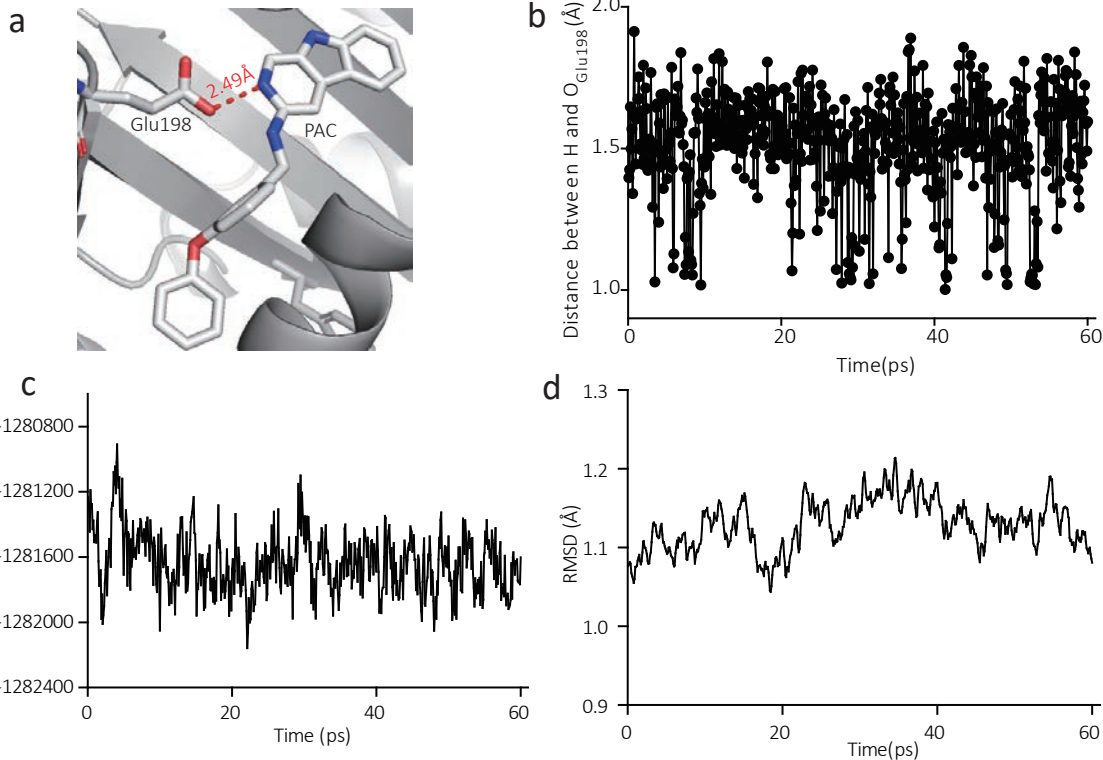 a
2.49Å
Glu198
PAC
b
Distance between H and O Glu198 (Å)
2.0
1.5
1.0
0
20
40
60
Time(ps)
c
-1280800
-1281200
-1281600
-1282000
-1282400
0
20
40
60
Time (ps)
d
RMSD (Å)
1.3
1.2
1.1
1.0
0.9
0
20
40
60
Time(ps)